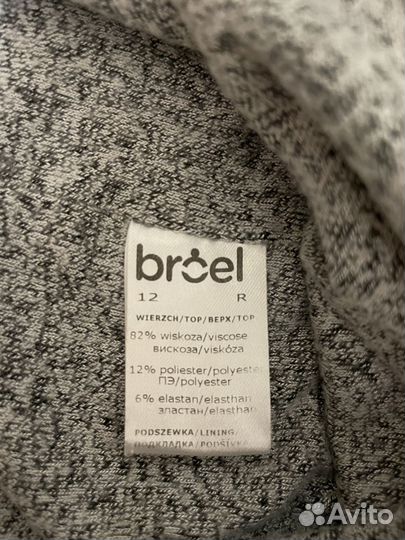 broel
12 R
WIERZCH/TOP/ВЕРХ/TOP
82% wiskoza/viscose
вискоза/viskóza
12% poliester/polyester
ПЭ/polyester
6% elastan/elasthan
эластан/elasthan
PODSZEWKA/LINING/
ПОДКЛАДКА/PODŠÍVKA
Avito